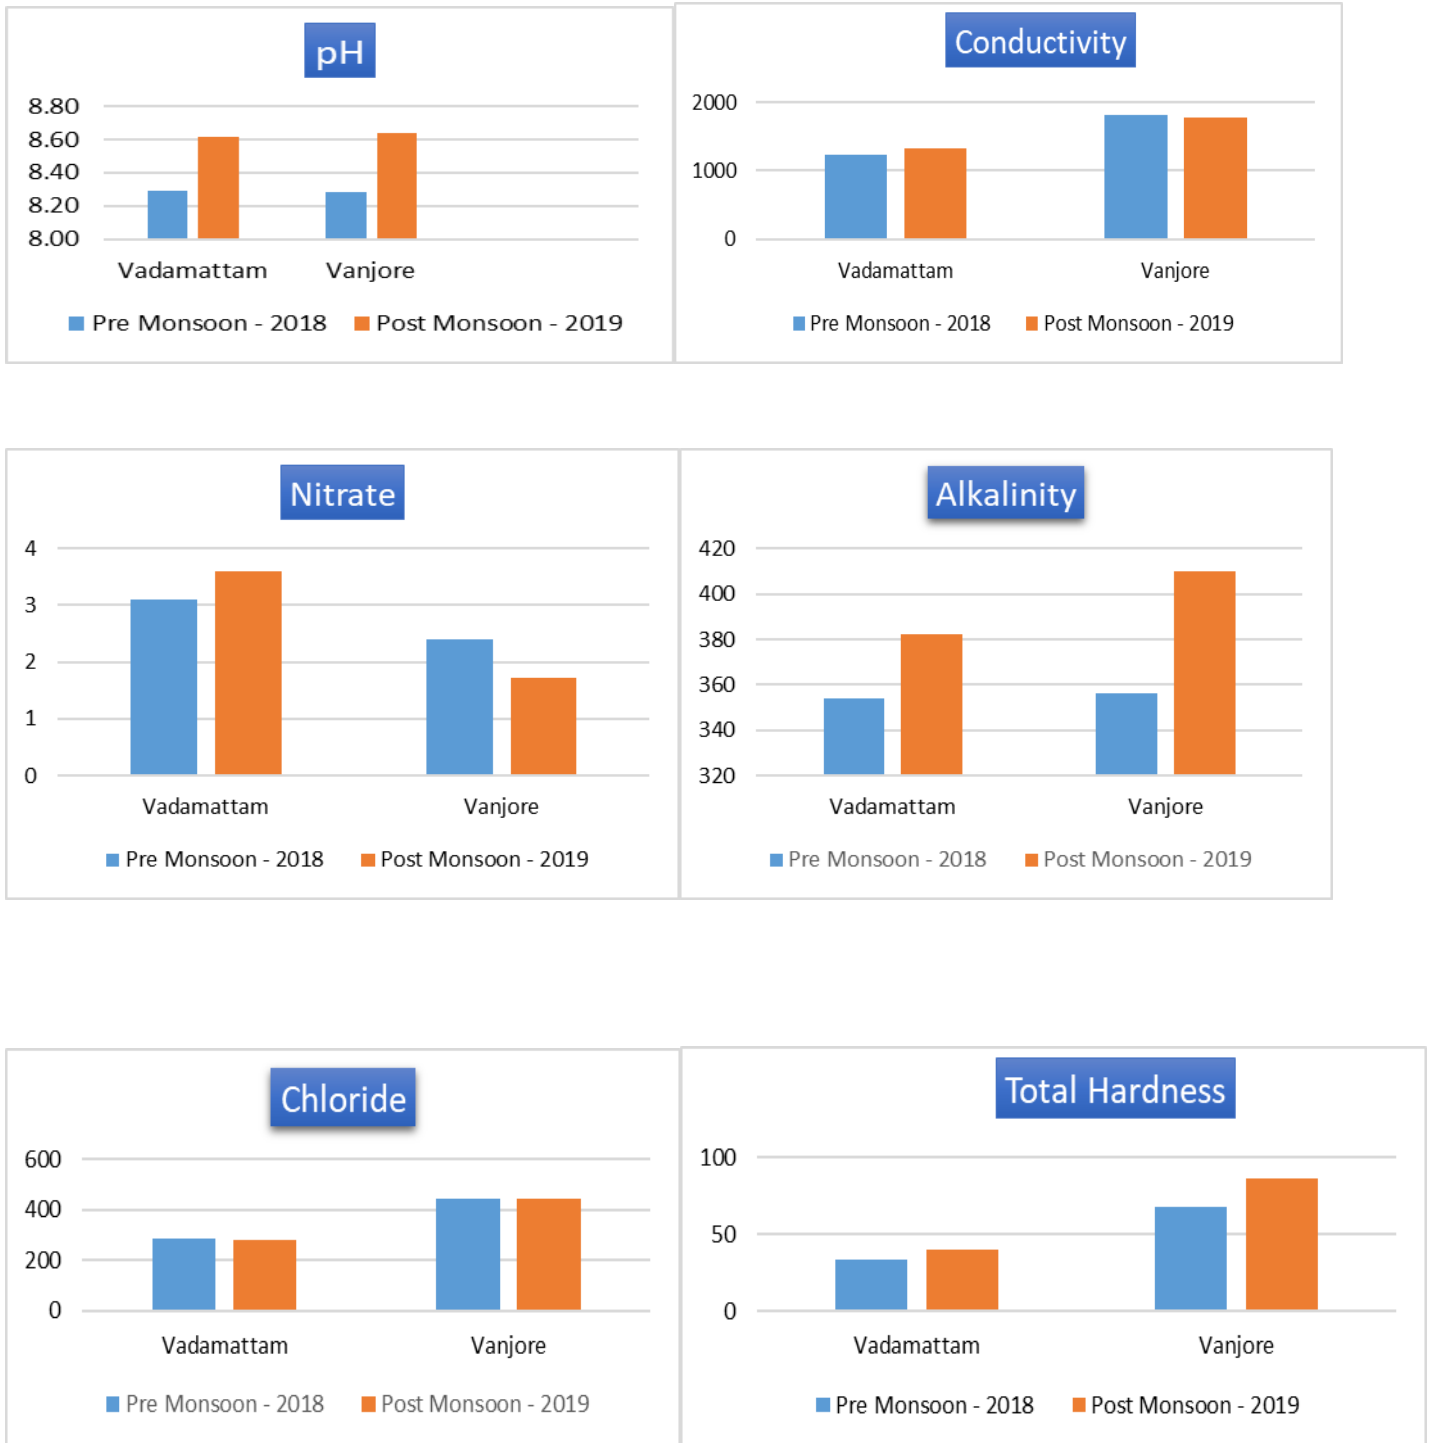 pH
8.80
8.60
8.40
8.20
8.00
Vadamattam Vanjore
Pre Monsoon - 2018 Post Monsoon - 2019
Conductivity
2000
1000
0
Vadamattam Vanjore
Pre Monsoon - 2018 Post Monsoon - 2019
Nitrate
4
3
2
1
0
Vadamattam Vanjore
Pre Monsoon - 2018 Post Monsoon - 2019
Alkalinity
420
400
380
360
340
320
Vadamattam Vanjore
Pre Monsoon - 2018 Post Monsoon - 2019
Chloride
600
400
200
0
Vadamattam Vanjore
Pre Monsoon - 2018 Post Monsoon - 2019
Total Hardness
100
50
0
Vadamattam Vanjore
Pre Monsoon - 2018 Post Monsoon - 2019